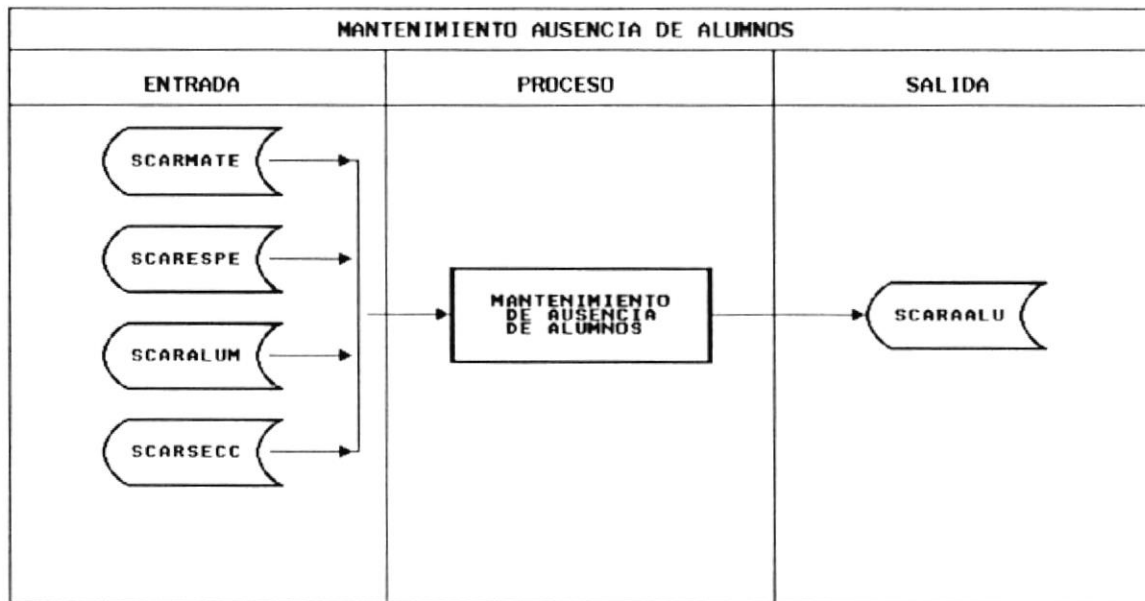 MANTENIMIENTO AUSENCIA DE ALUMNOS
ENTRADA
PROCESO
SALIDA
SCARMATE
SCARESPE
SCARALUM
SCARSECC
MANTENIMIENTO
DE AUSENCIA
DE ALUMNOS
SCARAALU